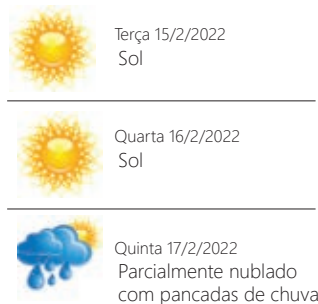 Terça 15/2/2022
Sol
Quarta 16/2/2022
Sol
Quinta 17/2/2022
Parcialmente nublado
com pancadas de chuva